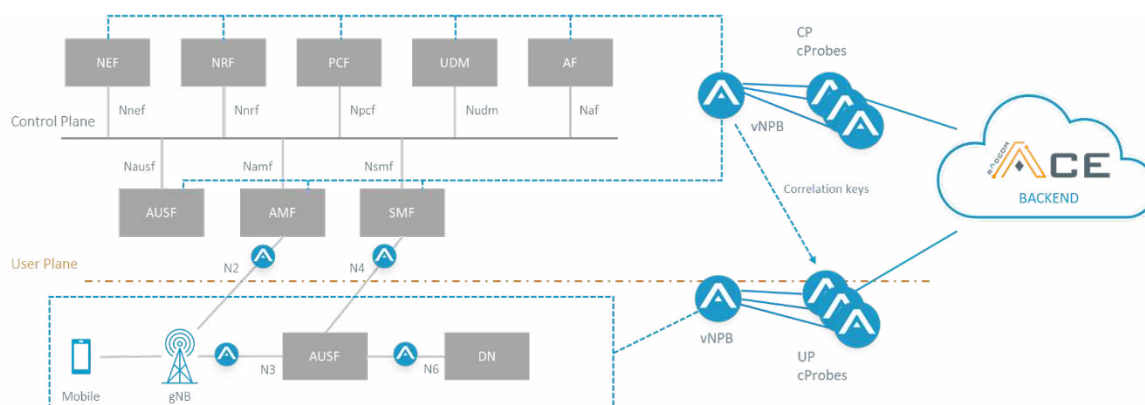 NEF
NRF
PCF
UDM
AF
CP
cProbes
Nnef
Nnrf
Npcf
Nudm
Naf
Control Plane
vNPB
Nausf
Namf
Nsmf
RADCOM
ACE
BACKEND
Correlation keys
AUSF
AMF
SMF
User Plane
N2
N4
vNPB
AUSF
DN
N3
N6
Mobile
gNB
UP
cProbes